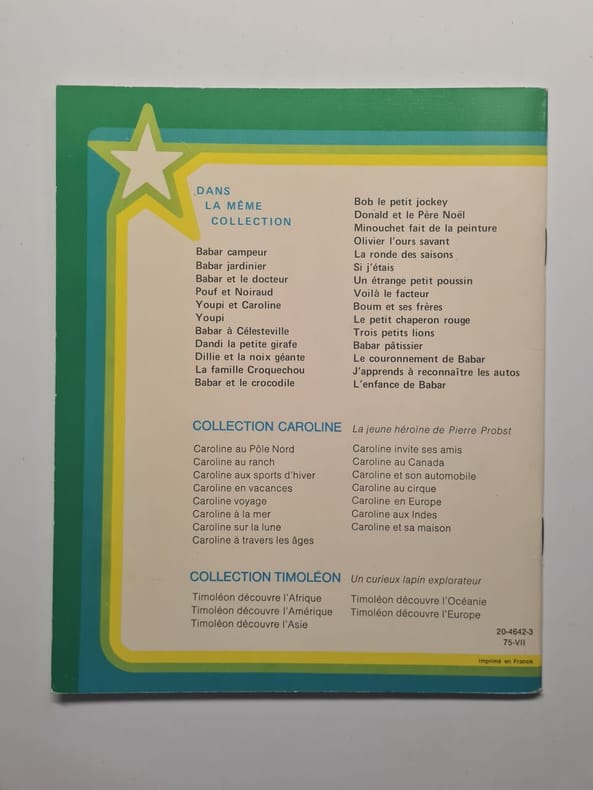 DANS
LA MÊME
COLLECTION
Babar campeur
Babar jardinier
Babar et le docteur
Pouf et Noiraud
Youpi et Caroline
Youpi
Babar à Célesteville
Dandi la petite girafe
Dillie et la noix géante
La famille Croquechou
Babar et le crocodile
Bob le petit jockey
Donald et le Père Noël
Minouchet fait de la peinture
Olivier l'ours savant
La ronde des saisons
Si j'étais
Un étrange petit poussin
Voilà le facteur
Boum et ses frères
Le petit chaperon rouge
Trois petits lions
Babar pâtissier
Le couronnement de Babar
J'apprends à reconnaître les autos
L'enfance de Babar
COLLECTION CAROLINE La jeune héroïne de Pierre Probst
Caroline au Pôle Nord
Caroline au ranch
Caroline aux sports d'hiver
Caroline en vacances
Caroline voyage
Caroline à la mer
Caroline sur la lune
Caroline à travers les âges
Caroline invite ses amis
Caroline au Canada
Caroline et son automobile
Caroline au cirque
Caroline en Europe
Caroline aux Indes
Caroline et sa maison
COLLECTION TIMOLÉON Un curieux lapin explorateur
Timoléon découvre l'Afrique
Timoléon découvre l'Amérique
Timoléon découvre l'Asie
Timoléon découvre l'Océanie
Timoléon découvre l'Europe
20-4642-3
75-VII
Imprimé en France